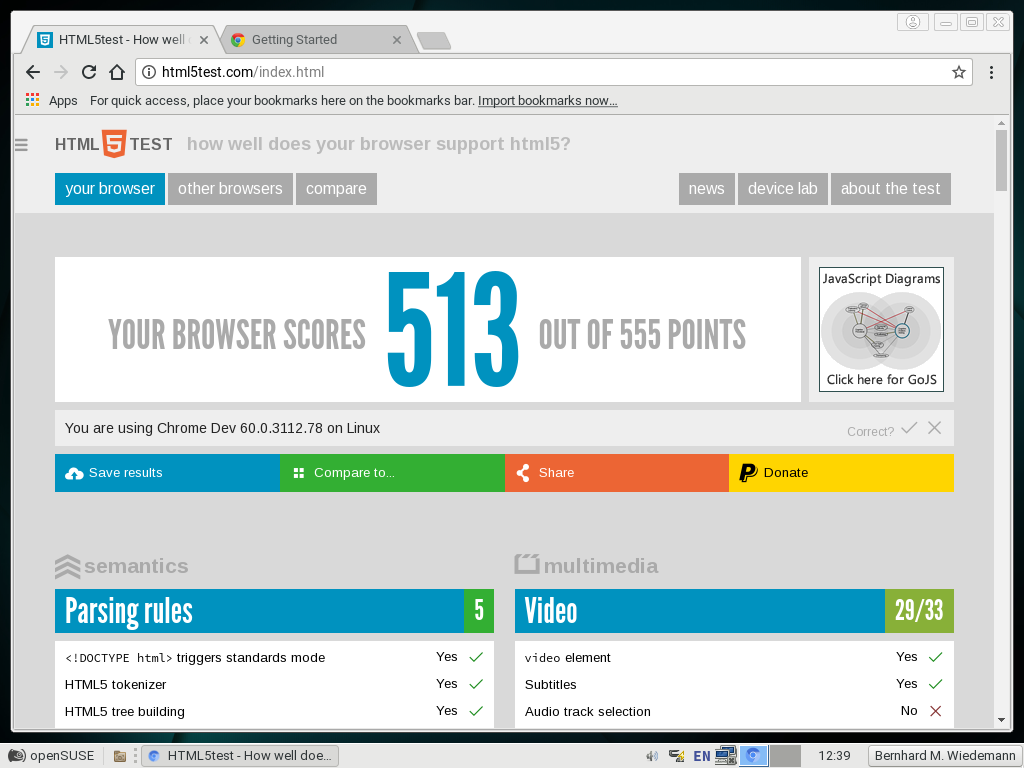 HTML5test - How well
Getting Started
html5test.com/index.html
Apps For quick access, place your bookmarks here on the bookmarks bar. Import bookmarks now...
HTML 5 TEST how well does your browser support html5?
your browser other browsers compare news device lab about the test
YOUR BROWSER SCORES 513 OUT OF 555 POINTS
JavaScript Diagrams
Click here for GoJS
You are using Chrome Dev 60.0.3112.78 on Linux Correct?
Save results Compare to... Share Donate
semantics
Parsing rules 5
<!DOCTYPE html> triggers standards mode Yes
HTML5 tokenizer Yes
HTML5 tree building Yes
multimedia
Video 29/33
video element Yes
Subtitles Yes
Audio track selection No
openSUSE HTML5test - How well doe... EN 12:39 Bernhard M. Wiedemann